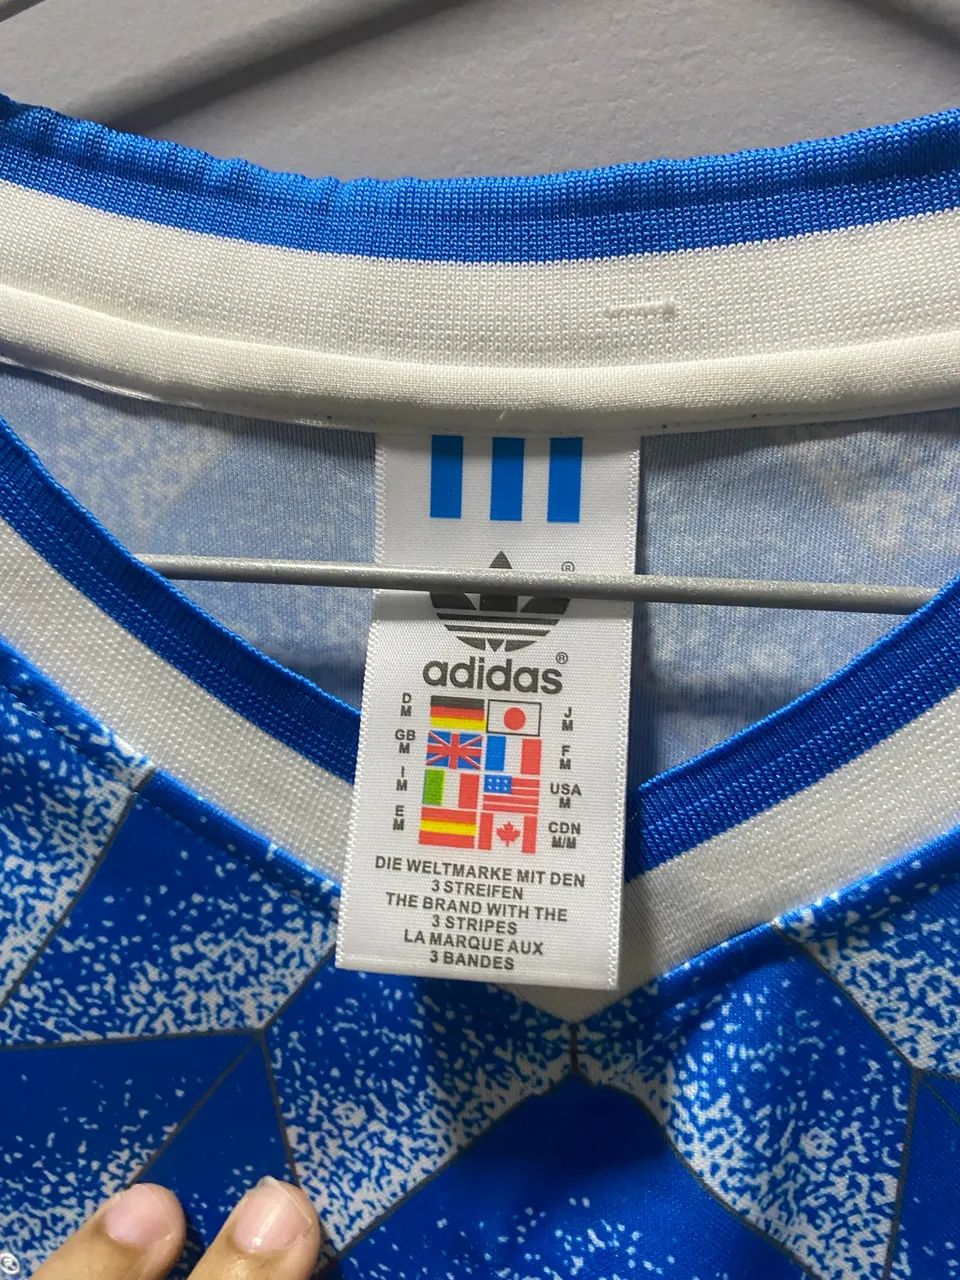 ®
adidas®
D
M
J
M
GB
M
F
M
I
M
USA
M
E
M
CDN
M/M
DIE WELTMARKE MIT DEN
3 STREIFEN
THE BRAND WITH THE
3 STRIPES
LA MARQUE AUX
3 BANDES
®